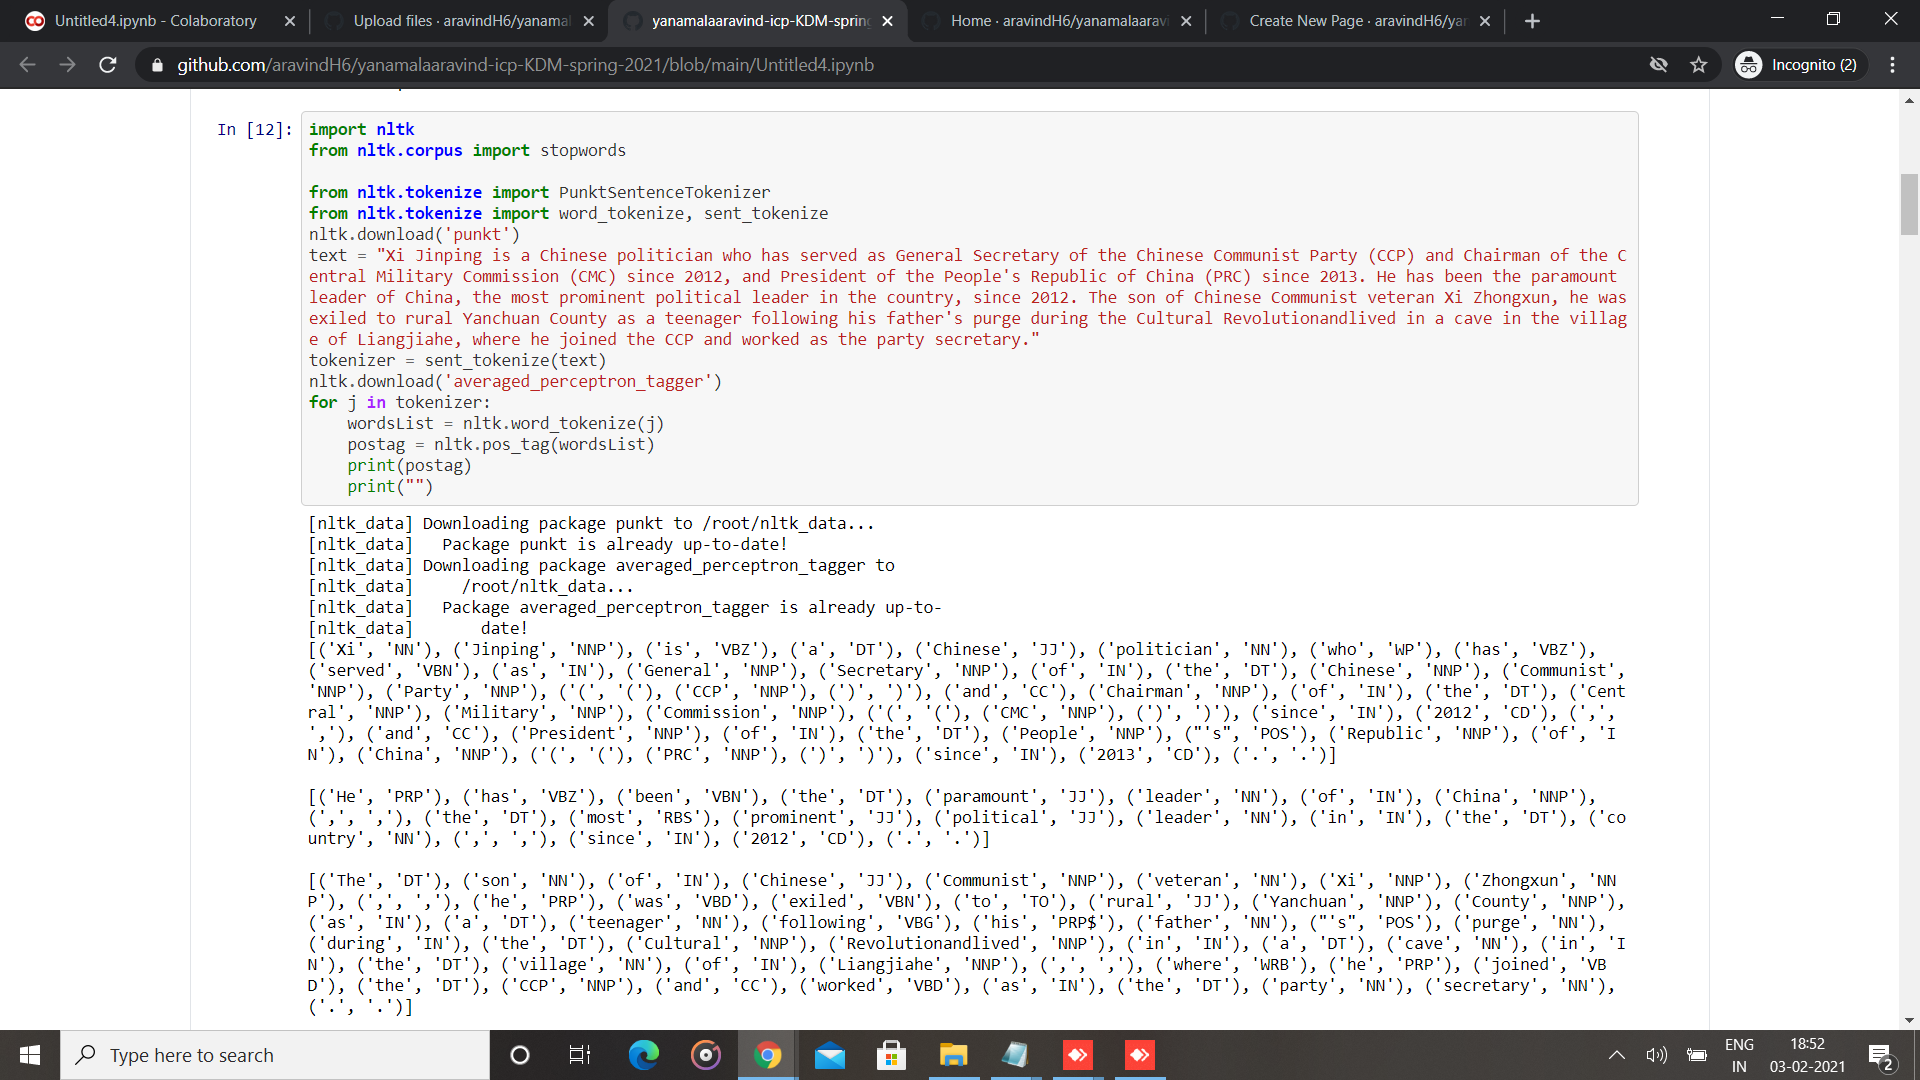 Untitled4.ipynb - Colaboratory
Upload files · aravindH6/yanamal
yanamalaaravind-icp-KDM-spring
Home · aravindH6/yanamalaaravi
Create New Page · aravindH6/yan
github.com/aravindH6/yanamalaaravind-icp-KDM-spring-2021/blob/main/Untitled4.ipynb
Incognito (2)
In [12]:
import nltk
from nltk.corpus import stopwords
from nltk.tokenize import PunktSentenceTokenizer
from nltk.tokenize import word_tokenize, sent_tokenize
nltk.download('punkt')
text = "Xi Jinping is a Chinese politician who has served as General Secretary of the Chinese Communist Party (CCP) and Chairman of the C
entral Military Commission (CMC) since 2012, and President of the People's Republic of China (PRC) since 2013. He has been the paramount
leader of China, the most prominent political leader in the country, since 2012. The son of Chinese Communist veteran Xi Zhongxun, he was
exiled to rural Yanchuan County as a teenager following his father's purge during the Cultural Revolutionandlived in a cave in the villag
e of Liangjiahe, where he joined the CCP and worked as the party secretary."
tokenizer = sent_tokenize(text)
nltk.download('averaged_perceptron_tagger')
for j in tokenizer:
    wordsList = nltk.word_tokenize(j)
    postag = nltk.pos_tag(wordsList)
    print(postag)
    print("")
[nltk_data] Downloading package punkt to /root/nltk_data...
[nltk_data]   Package punkt is already up-to-date!
[nltk_data] Downloading package averaged_perceptron_tagger to
[nltk_data]     /root/nltk_data...
[nltk_data]   Package averaged_perceptron_tagger is already up-to-
[nltk_data]       date!
[('Xi', 'NN'), ('Jinping', 'NNP'), ('is', 'VBZ'), ('a', 'DT'), ('Chinese', 'JJ'), ('politician', 'NN'), ('who', 'WP'), ('has', 'VBZ'),
('served', 'VBN'), ('as', 'IN'), ('General', 'NNP'), ('Secretary', 'NNP'), ('of', 'IN'), ('the', 'DT'), ('Chinese', 'NNP'), ('Communist',
'NNP'), ('Party', 'NNP'), ('(', '('), ('CCP', 'NNP'), (')', ')'), ('and', 'CC'), ('Chairman', 'NNP'), ('of', 'IN'), ('the', 'DT'), ('Cent
ral', 'NNP'), ('Military', 'NNP'), ('Commission', 'NNP'), ('(', '('), ('CMC', 'NNP'), (')', ')'), ('since', 'IN'), ('2012', 'CD'), (',',
','), ('and', 'CC'), ('President', 'NNP'), ('of', 'IN'), ('the', 'DT'), ('People', 'NNP'), ("'s", 'POS'), ('Republic', 'NNP'), ('of', 'I
N'), ('China', 'NNP'), ('(', '('), ('PRC', 'NNP'), (')', ')'), ('since', 'IN'), ('2013', 'CD'), ('.', '.')]
[('He', 'PRP'), ('has', 'VBZ'), ('been', 'VBN'), ('the', 'DT'), ('paramount', 'JJ'), ('leader', 'NN'), ('of', 'IN'), ('China', 'NNP'),
(',', ','), ('the', 'DT'), ('most', 'RBS'), ('prominent', 'JJ'), ('political', 'JJ'), ('leader', 'NN'), ('in', 'IN'), ('the', 'DT'), ('co
untry', 'NN'), (',', ','), ('since', 'IN'), ('2012', 'CD'), ('.', '.')]
[('The', 'DT'), ('son', 'NN'), ('of', 'IN'), ('Chinese', 'JJ'), ('Communist', 'NNP'), ('veteran', 'NN'), ('Xi', 'NNP'), ('Zhongxun', 'NN
P'), (',', ','), ('he', 'PRP'), ('was', 'VBD'), ('exiled', 'VBN'), ('to', 'TO'), ('rural', 'JJ'), ('Yanchuan', 'NNP'), ('County', 'NNP'),
('as', 'IN'), ('a', 'DT'), ('teenager', 'NN'), ('following', 'VBG'), ('his', 'PRP$'), ('father', 'NN'), ("'s", 'POS'), ('purge', 'NN'),
('during', 'IN'), ('the', 'DT'), ('Cultural', 'NNP'), ('Revolutionandlived', 'NNP'), ('in', 'IN'), ('a', 'DT'), ('cave', 'NN'), ('in', 'I
N'), ('the', 'DT'), ('village', 'NN'), ('of', 'IN'), ('Liangjiahe', 'NNP'), (',', ','), ('where', 'WRB'), ('he', 'PRP'), ('joined', 'VB
D'), ('the', 'DT'), ('CCP', 'NNP'), ('and', 'CC'), ('worked', 'VBD'), ('as', 'IN'), ('the', 'DT'), ('party', 'NN'), ('secretary', 'NN'),
('.', '.')]
Type here to search
ENG
IN
18:52
03-02-2021
2